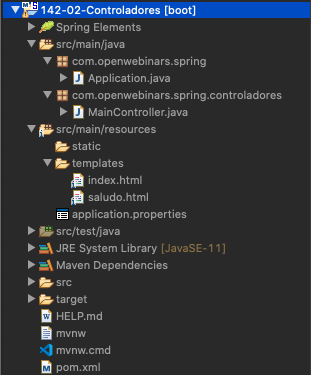 142-02-Controladores [boot]
Spring Elements
src/main/java
com.openwebinars.spring
Application.java
com.openwebinars.spring.controladores
MainController.java
src/main/resources
static
templates
index.html
saludo.html
application.properties
src/test/java
JRE System Library [JavaSE-11]
Maven Dependencies
src
target
HELP.md
mvnw
mvnw.cmd
pom.xml